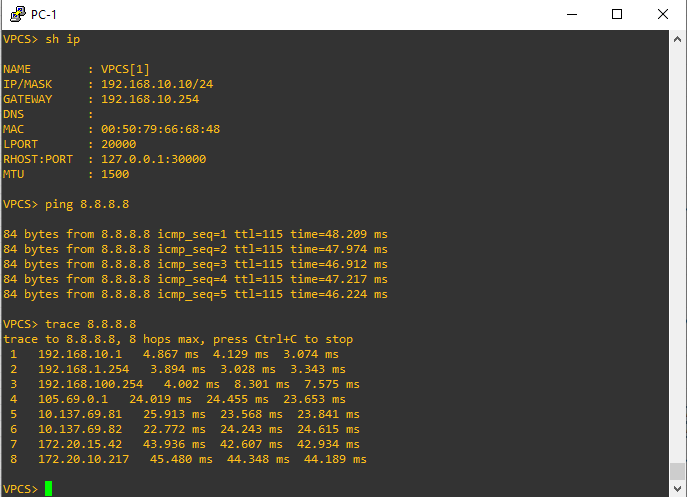 PC-1
VPCS> sh ip
NAME : VPCS[1]
IP/MASK : 192.168.10.10/24
GATEWAY : 192.168.10.254
DNS :
MAC : 00:50:79:66:68:48
LPORT : 20000
RHOST:PORT : 127.0.0.1:30000
MTU : 1500
VPCS> ping 8.8.8.8
84 bytes from 8.8.8.8 icmp_seq=1 ttl=115 time=48.209 ms
84 bytes from 8.8.8.8 icmp_seq=2 ttl=115 time=47.974 ms
84 bytes from 8.8.8.8 icmp_seq=3 ttl=115 time=46.912 ms
84 bytes from 8.8.8.8 icmp_seq=4 ttl=115 time=47.217 ms
84 bytes from 8.8.8.8 icmp_seq=5 ttl=115 time=46.224 ms
VPCS> trace 8.8.8.8
trace to 8.8.8.8, 8 hops max, press Ctrl+C to stop
1 192.168.10.1 4.867 ms 4.129 ms 3.074 ms
2 192.168.1.254 3.894 ms 3.028 ms 3.343 ms
3 192.168.100.254 4.002 ms 8.301 ms 7.575 ms
4 105.69.0.1 24.019 ms 24.455 ms 23.653 ms
5 10.137.69.81 25.913 ms 23.568 ms 23.841 ms
6 10.137.69.82 22.772 ms 24.243 ms 24.615 ms
7 172.20.15.42 43.936 ms 42.607 ms 42.934 ms
8 172.20.10.217 45.480 ms 44.348 ms 44.189 ms
VPCS>